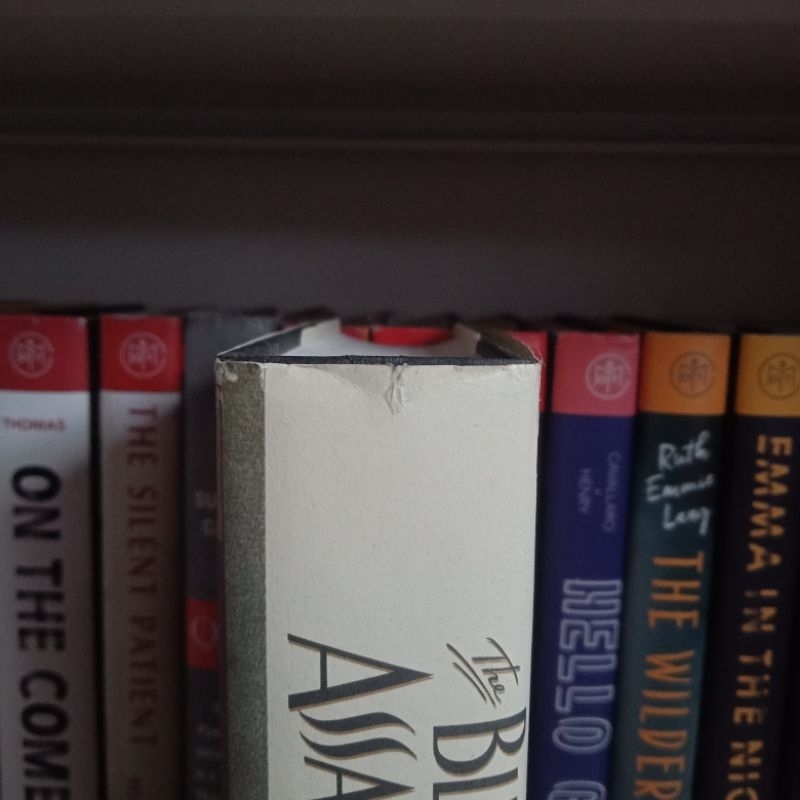 THOMAS
ON THE COME
THE SILENT PATIENT
The
BL
ASSA
CAVALLARO
+
HENRY
HELLO
Ruth
Emmie
Lang
THE WILDER
EMMA IN THE NIG